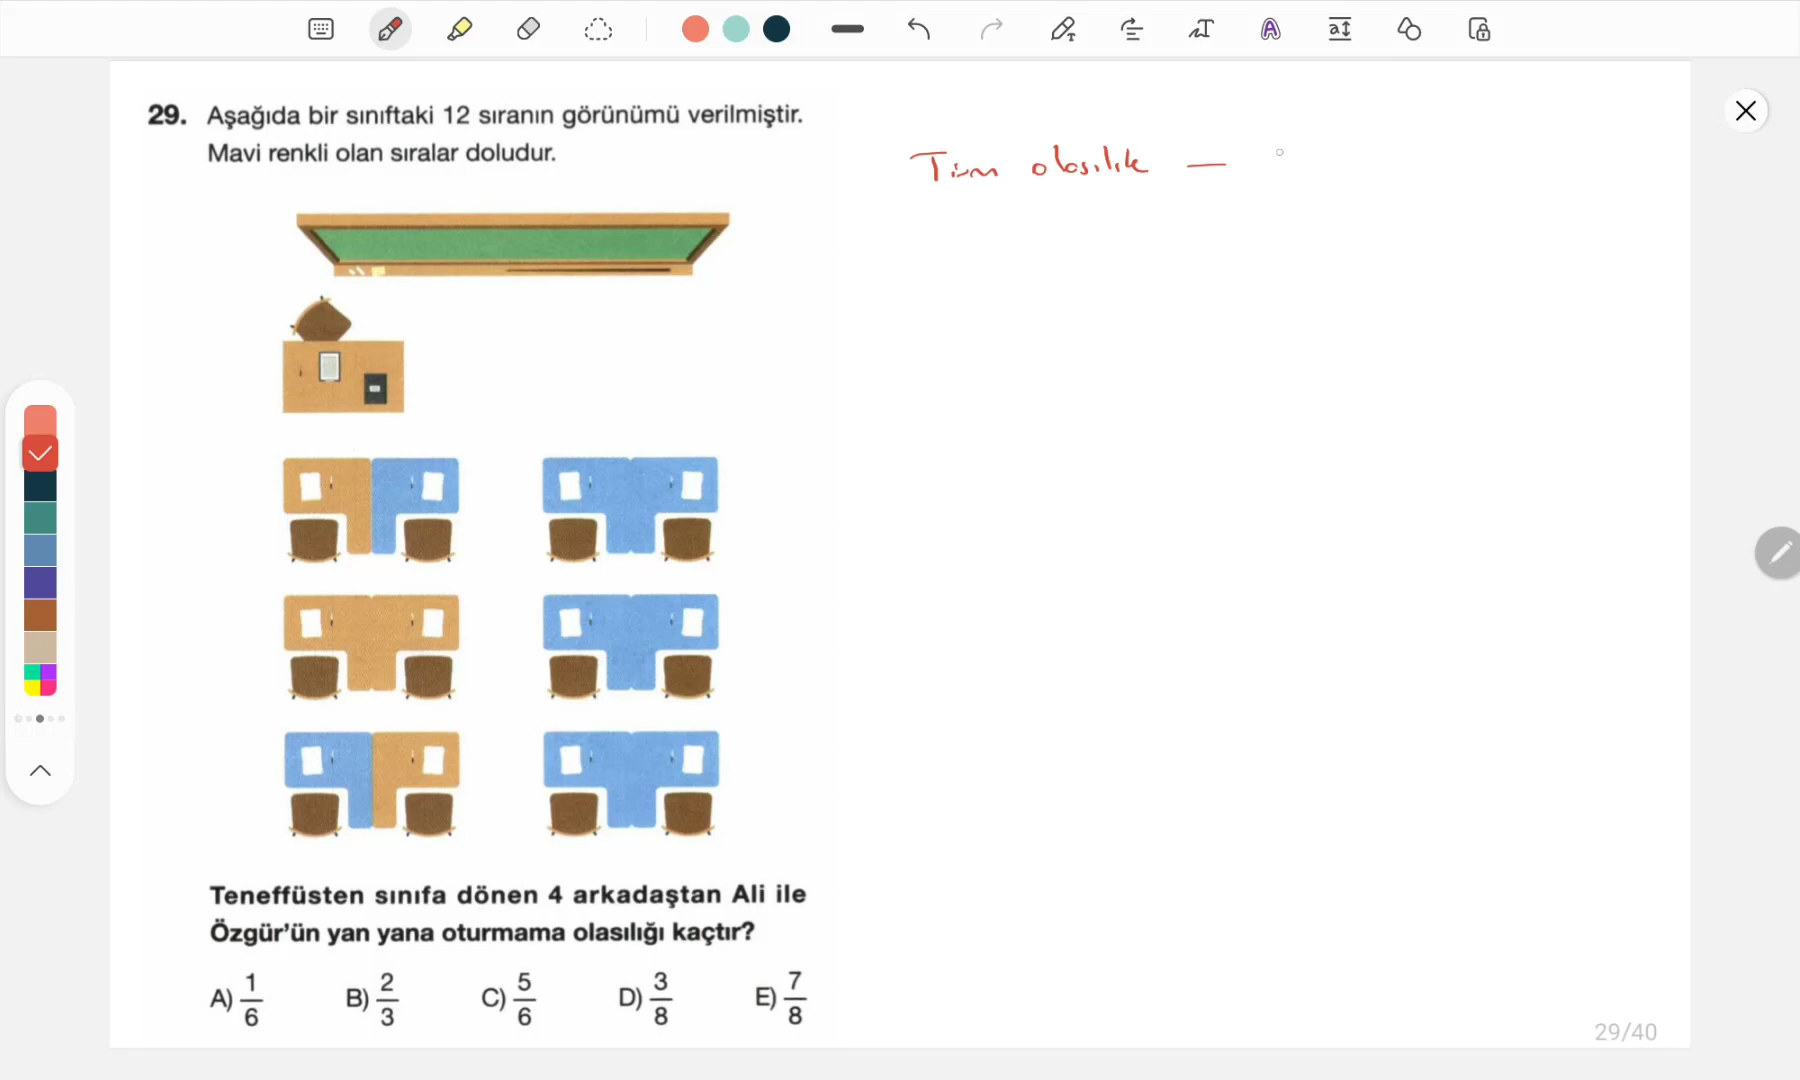 29. Aşağıda bir sınıftaki 12 sıranın görünümü verilmiştir.
Mavi renkli olan sıralar doludur.
Tüm olasılık —
Teneffüsten sınıfa dönen 4 arkadaştan Ali ile
Özgür'ün yan yana oturmama olasılığı kaçtır?
A) 1/6 B) 2/3 C) 5/6 D) 3/8 E) 7/8
29/40